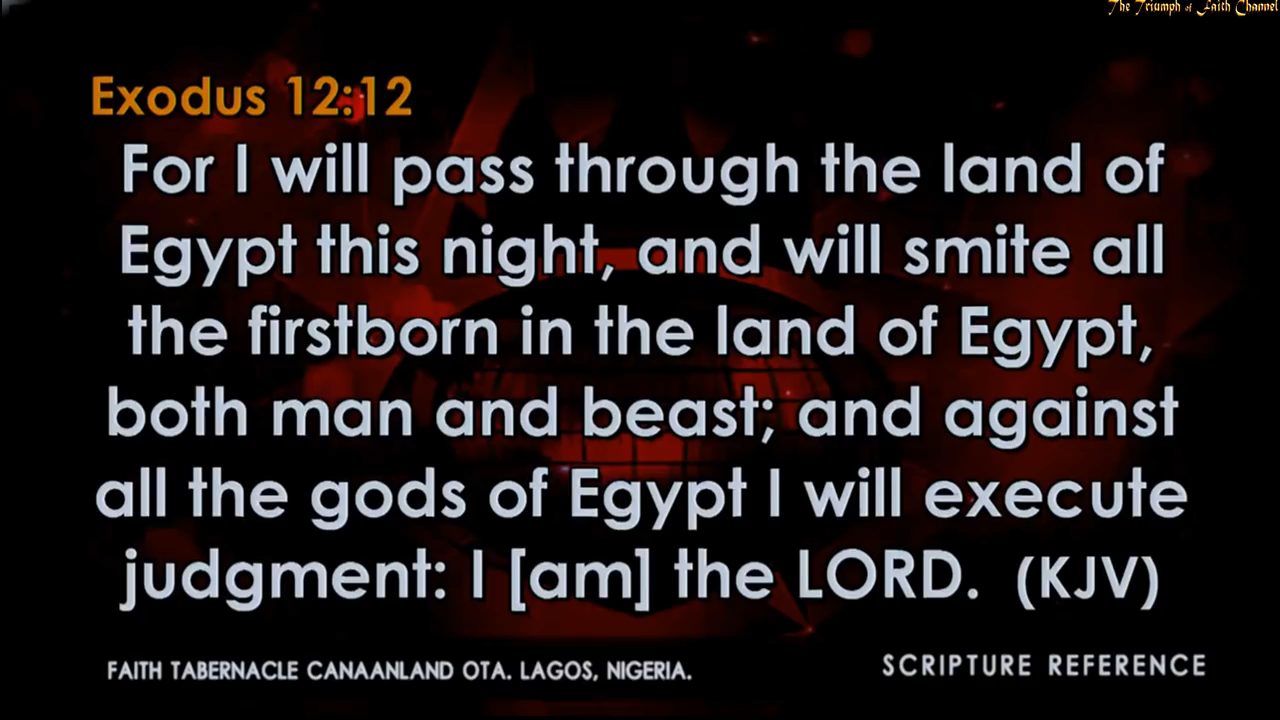 The Triumph of Faith Channel
Exodus 12:12
For I will pass through the land of
Egypt this night, and will smite all
the firstborn in the land of Egypt,
both man and beast; and against
all the gods of Egypt I will execute
judgment: I [am] the LORD. (KJV)
FAITH TABERNACLE CANAANLAND OTA. LAGOS, NIGERIA.
SCRIPTURE REFERENCE